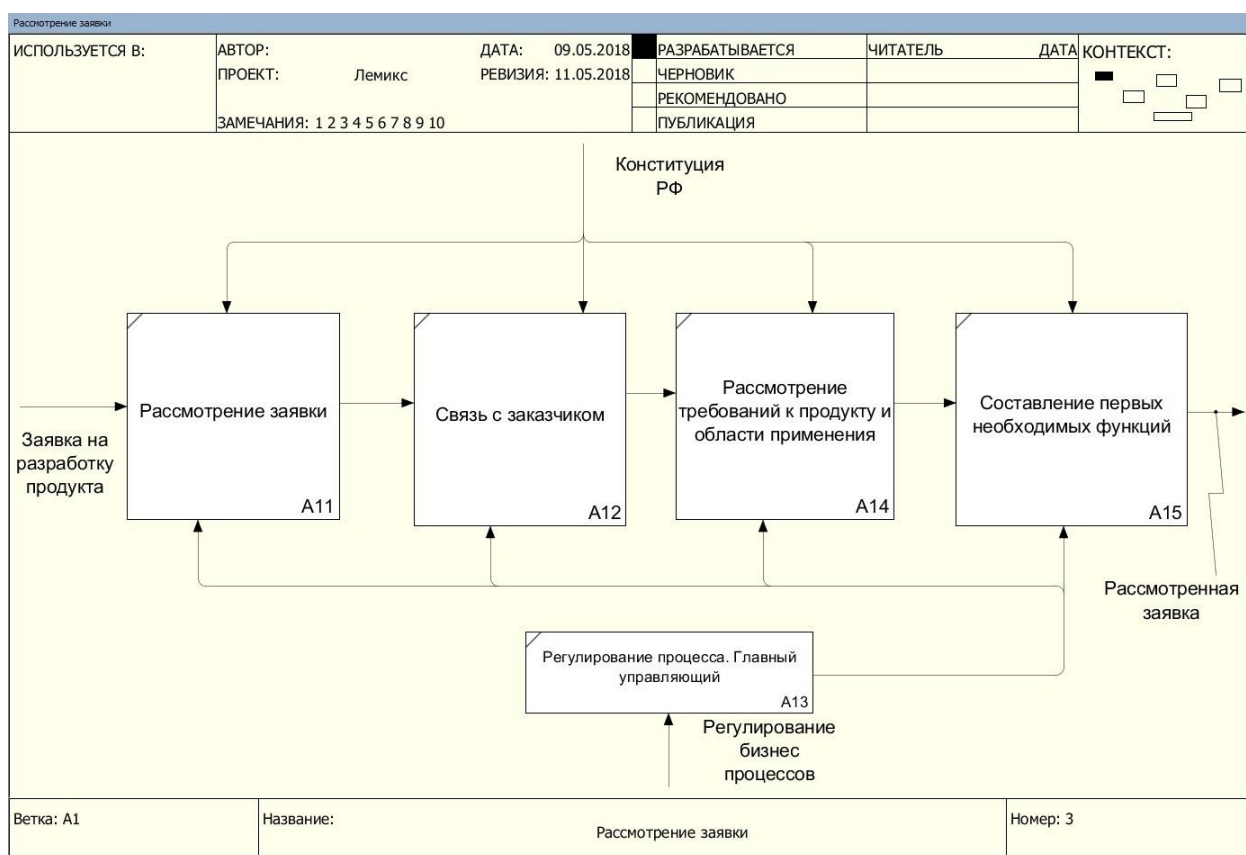 Рассмотрение заявки
ИСПОЛЬЗУЕТСЯ В:
АВТОР:
ДАТА: 09.05.2018
ПРОЕКТ: Лемикс
РЕВИЗИЯ: 11.05.2018
ЗАМЕЧАНИЯ: 1 2 3 4 5 6 7 8 9 10
РАЗРАБАТЫВАЕТСЯ
ЧЕРНОВИК
РЕКОМЕНДОВАНО
ПУБЛИКАЦИЯ
ЧИТАТЕЛЬ
ДАТА
КОНТЕКСТ:
Конституция
РФ
Заявка на
разработку
продукта
Рассмотрение заявки
A11
Связь с заказчиком
A12
Рассмотрение
требований к продукту и
области применения
A14
Составление первых
необходимых функций
A15
Рассмотренная
заявка
Регулирование процесса. Главный
управляющий
A13
Регулирование
бизнес
процессов
Ветка: A1
Название:
Рассмотрение заявки
Номер: 3